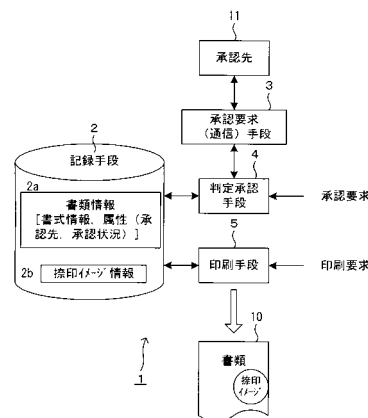 11
承認先
3
承認要求
(通信)手段
2
記録手段
4
判定承認
手段
承認要求
2a
書類情報
[書式情報、属性(承
認先、承認状況)]
5
印刷手段
印刷要求
2b
捺印イメージ情報
10
書類
捺印
イメージ
1